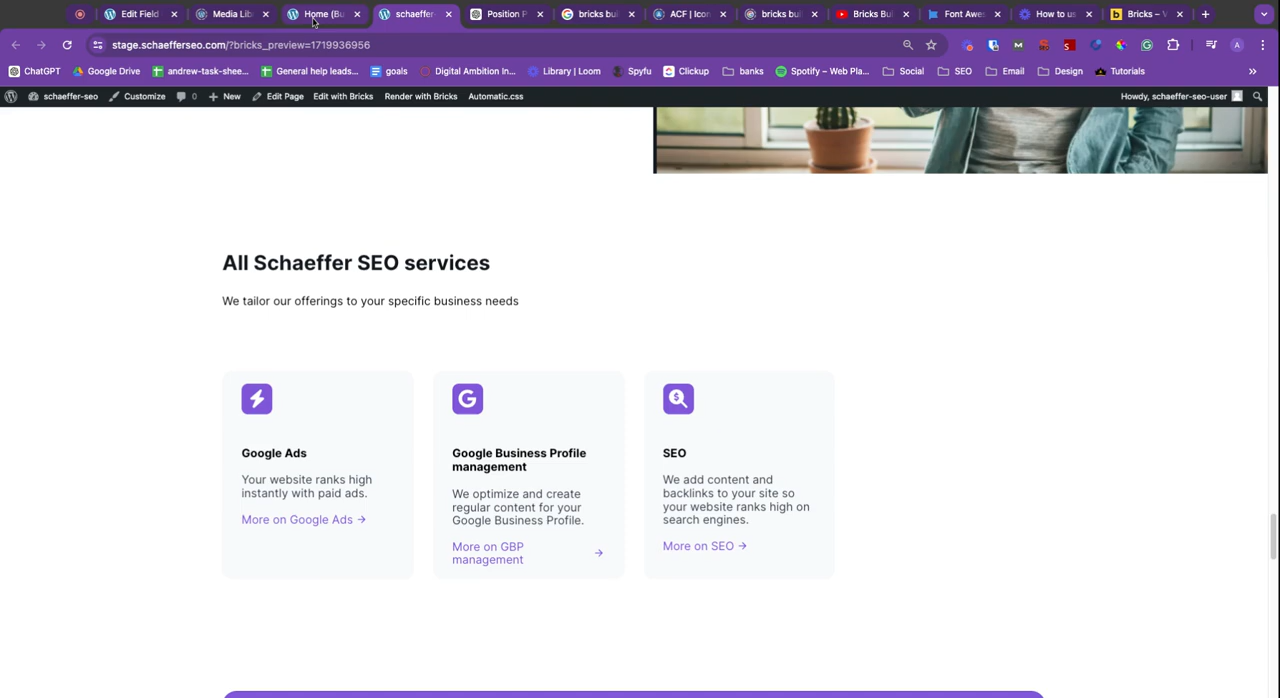 Edit Field
Media Lib
Home (Bu
schaeffer-
Position P
bricks buil
ACF | Icon
bricks buil
Bricks Bui
Font Awes
How to us
Bricks – V
stage.schaefferseo.com/?bricks_preview=1719936956
ChatGPT
Google Drive
andrew-task-shee...
General help leads...
goals
Digital Ambition In...
Library | Loom
Spyfu
Clickup
banks
Spotify – Web Pla...
Social
SEO
Email
Design
Tutorials
schaeffer-seo
Customize
0
New
Edit Page
Edit with Bricks
Render with Bricks
Automatic.css
Howdy, schaeffer-seo-user
All Schaeffer SEO services
We tailor our offerings to your specific business needs
Google Ads
Your website ranks high
instantly with paid ads.
More on Google Ads →
Google Business Profile
management
We optimize and create
regular content for your
Google Business Profile.
More on GBP
management →
SEO
We add content and
backlinks to your site so
your website ranks high on
search engines.
More on SEO →